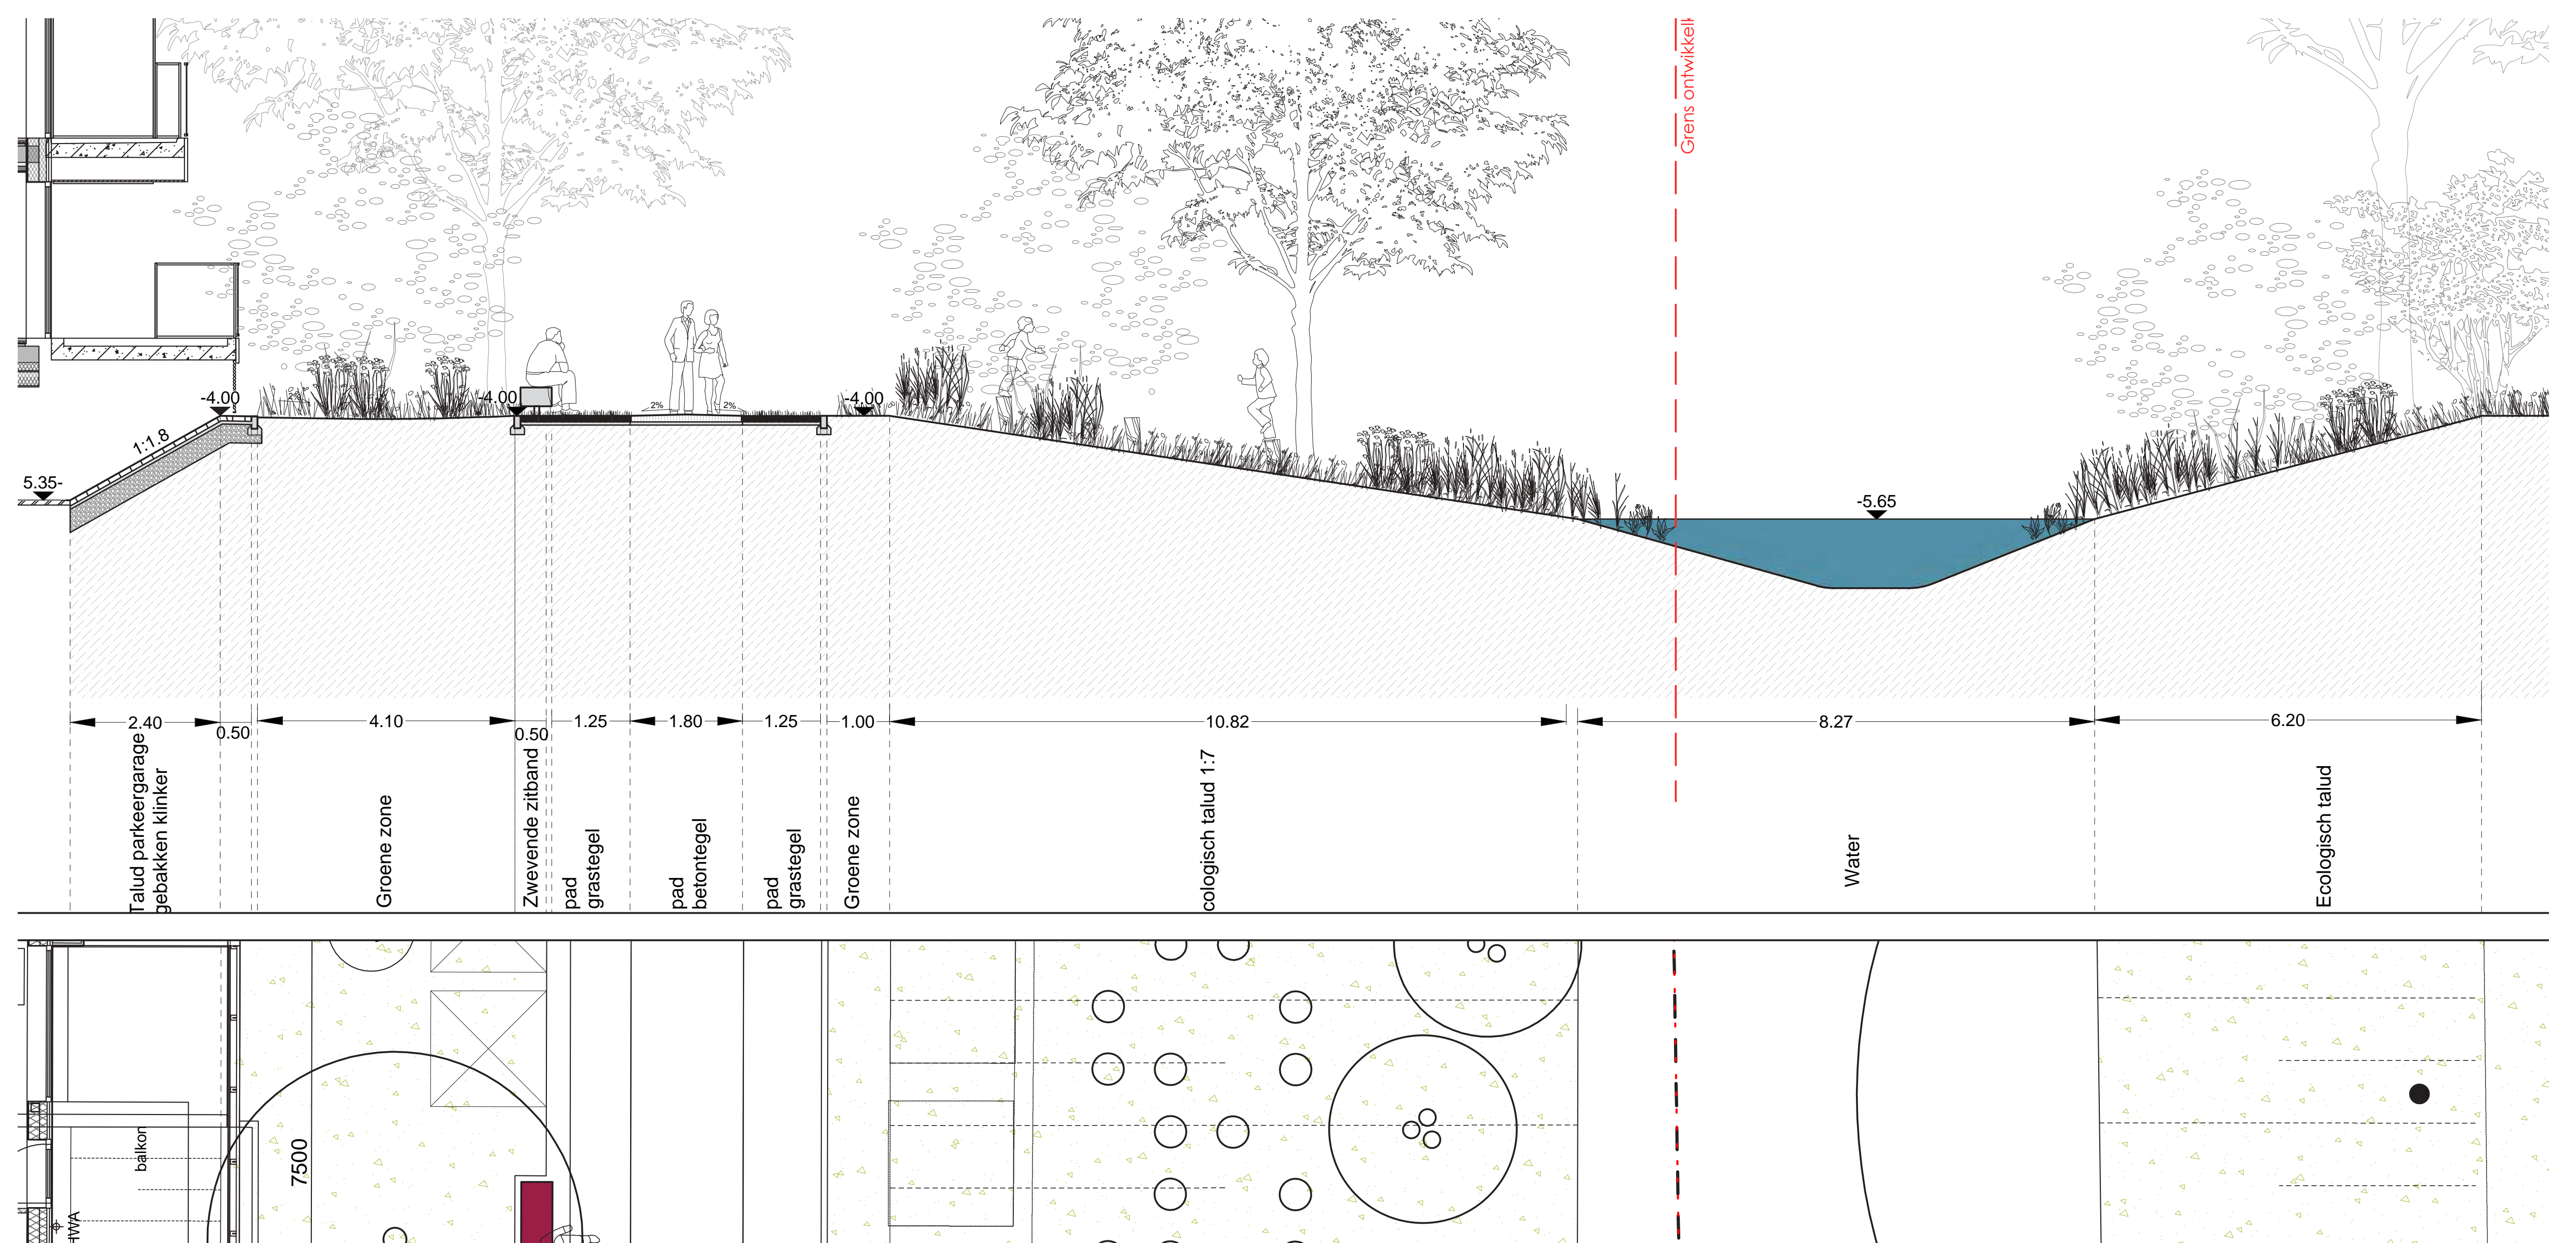 Grens ontwikkel
-4.00
-4.00
-4.00
2%
2%
2%
1:1.8
5.35-
-5.65
2.40
0.50
4.10
0.50
1.25
1.80
1.25
1.00
10.82
8.27
6.20
Talud parkeergarage
gebakken klinker
Groene zone
Zwevende zitband
pad
grastegel
pad
betontegel
pad
grastegel
Groene zone
cologisch talud 1:7
Water
Ecologisch talud
balkon
7500
HWA